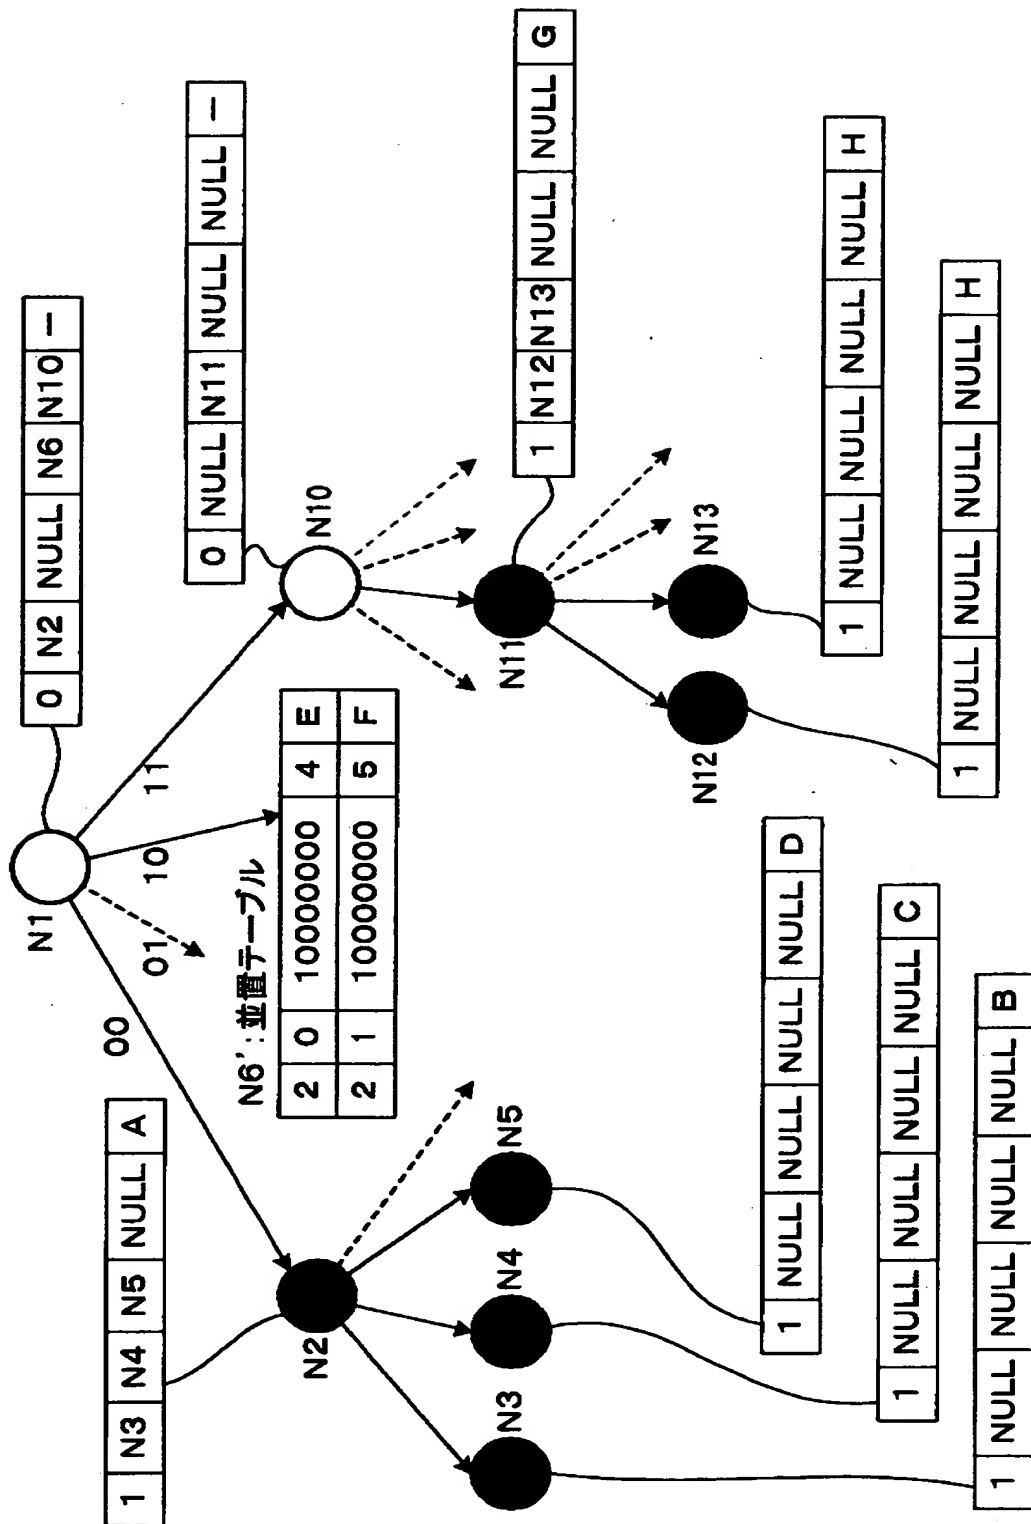 N1
0 N2 NULL N6 N10 —
00
01
10
11
1 N3 N4 N5 NULL A
N2
N6':並置テーブル
2 0 10000000 4 E
2 1 10000000 5 F
N10
0 NULL N11 NULL NULL —
N3
N4
N5
N11
1 N12 N13 NULL NULL G
N12
N13
1 NULL NULL NULL NULL D
1 NULL NULL NULL NULL H
1 NULL NULL NULL NULL C
1 NULL NULL NULL NULL H
1 NULL NULL NULL NULL B